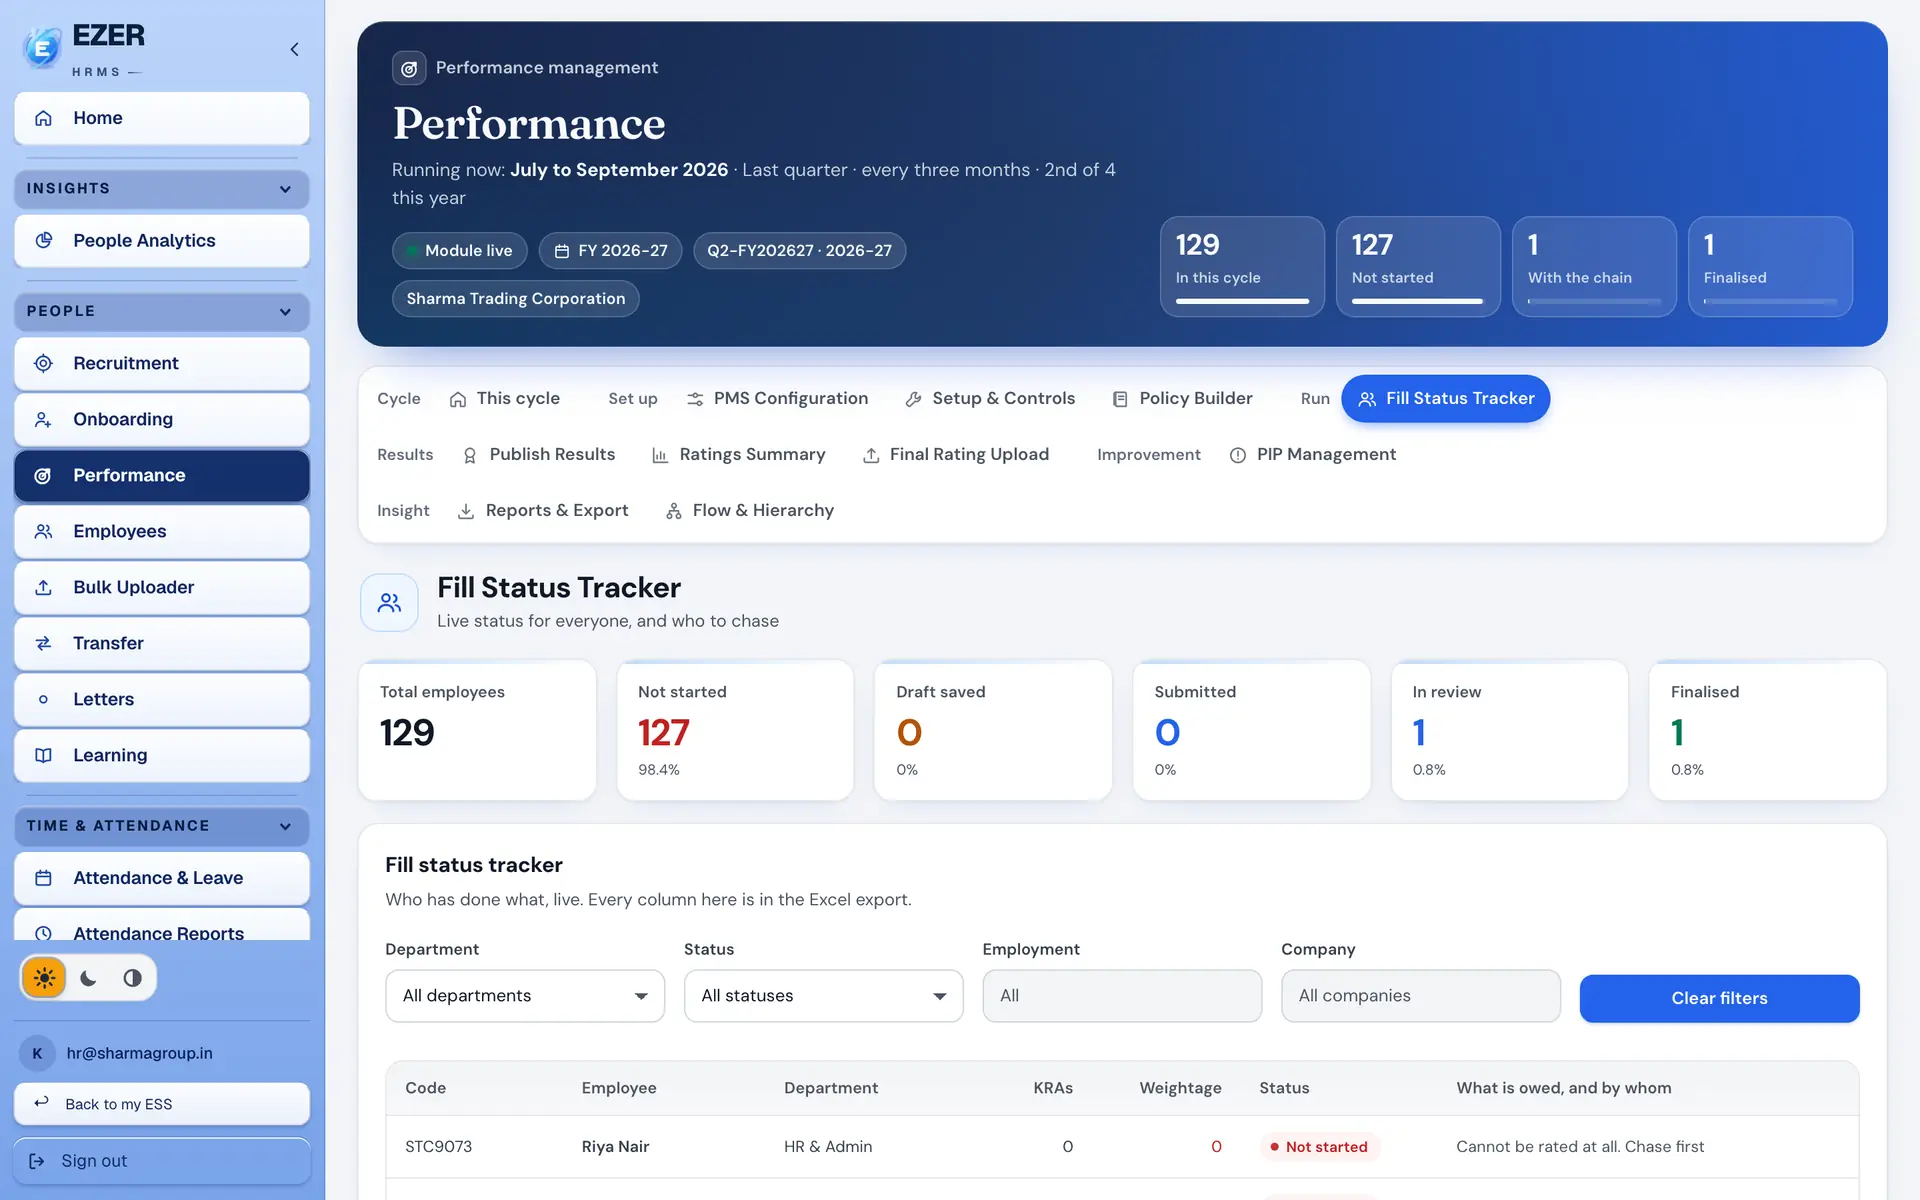 EZER
HRMS
Home
INSIGHTS
People Analytics
PEOPLE
Recruitment
Onboarding
Performance
Employees
Bulk Uploader
Transfer
Letters
Learning
TIME & ATTENDANCE
Attendance & Leave
Attendance Reports
K hr@sharmagroup.in
Back to my ESS
Sign out
Performance management
Performance
Running now: July to September 2026 · Last quarter · every three months · 2nd of 4
this year
Module live FY 2026-27 Q2-FY202627 · 2026-27
Sharma Trading Corporation
129 127 1 1
In this cycle Not started With the chain Finalised
Cycle This cycle Set up PMS Configuration Setup & Controls Policy Builder Run Fill Status Tracker
Results Publish Results Ratings Summary Final Rating Upload Improvement PIP Management
Insight Reports & Export Flow & Hierarchy
Fill Status Tracker
Live status for everyone, and who to chase
Total employees Not started Draft saved Submitted In review Finalised
129 127 0 0 1 1
98.4% 0% 0% 0.8% 0.8%
Fill status tracker
Who has done what, live. Every column here is in the Excel export.
Department Status Employment Company
All departments All statuses All All companies Clear filters
Code Employee Department KRAs Weightage Status What is owed, and by whom
STC9073 Riya Nair HR & Admin 0 0 Not started Cannot be rated at all. Chase first